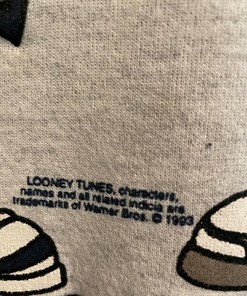 LOONEY TUNES, characters,
names and all related indicia are
trademarks of Warner Bros. © 1993